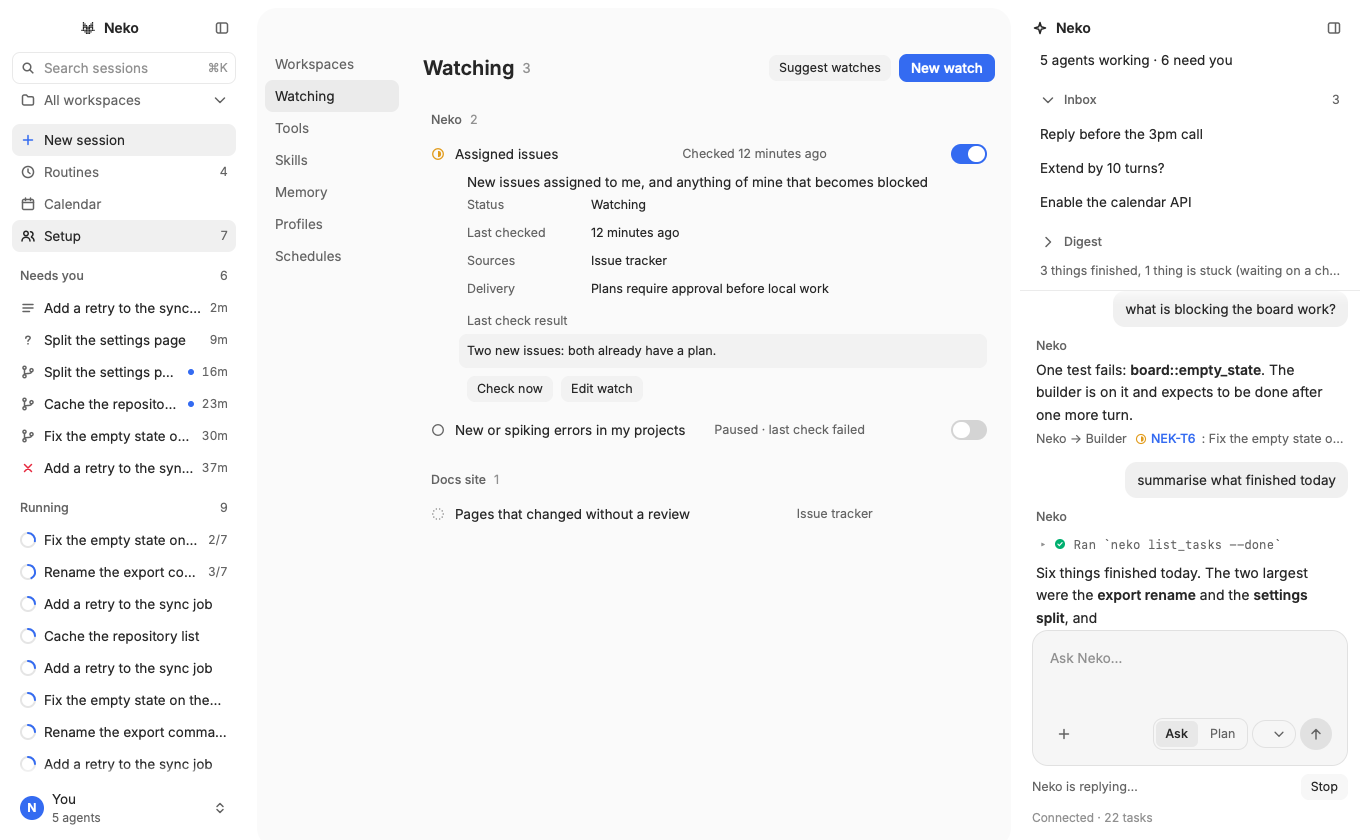 Neko
Search sessions ⌘K
All workspaces
New session
Routines 4
Calendar
Setup 7
Needs you 6
Add a retry to the sync... 2m
Split the settings page 9m
Split the settings p... 16m
Cache the reposito... 23m
Fix the empty state o... 30m
Add a retry to the syn... 37m
Running 9
Fix the empty state on... 2/7
Rename the export co... 3/7
Add a retry to the sync job
Cache the repository list
Add a retry to the sync job
Fix the empty state on the...
Rename the export comma...
Add a retry to the sync job
N
You
5 agents
Workspaces
Watching
Tools
Skills
Memory
Profiles
Schedules
Watching 3
Suggest watches
New watch
Neko 2
Assigned issues Checked 12 minutes ago
New issues assigned to me, and anything of mine that becomes blocked
Status Watching
Last checked 12 minutes ago
Sources Issue tracker
Delivery Plans require approval before local work
Last check result
Two new issues: both already have a plan.
Check now Edit watch
New or spiking errors in my projects Paused · last check failed
Docs site 1
Pages that changed without a review Issue tracker
Neko
5 agents working · 6 need you
Inbox 3
Reply before the 3pm call
Extend by 10 turns?
Enable the calendar API
Digest
3 things finished, 1 thing is stuck (waiting on a ch...
what is blocking the board work?
Neko
One test fails: board::empty_state. The
builder is on it and expects to be done after
one more turn.
Neko → Builder NEK-T6 : Fix the empty state o...
summarise what finished today
Neko
Ran `neko list_tasks --done`
Six things finished today. The two largest
were the export rename and the settings
split, and
Ask Neko...
Ask Plan
Neko is replying... Stop
Connected · 22 tasks